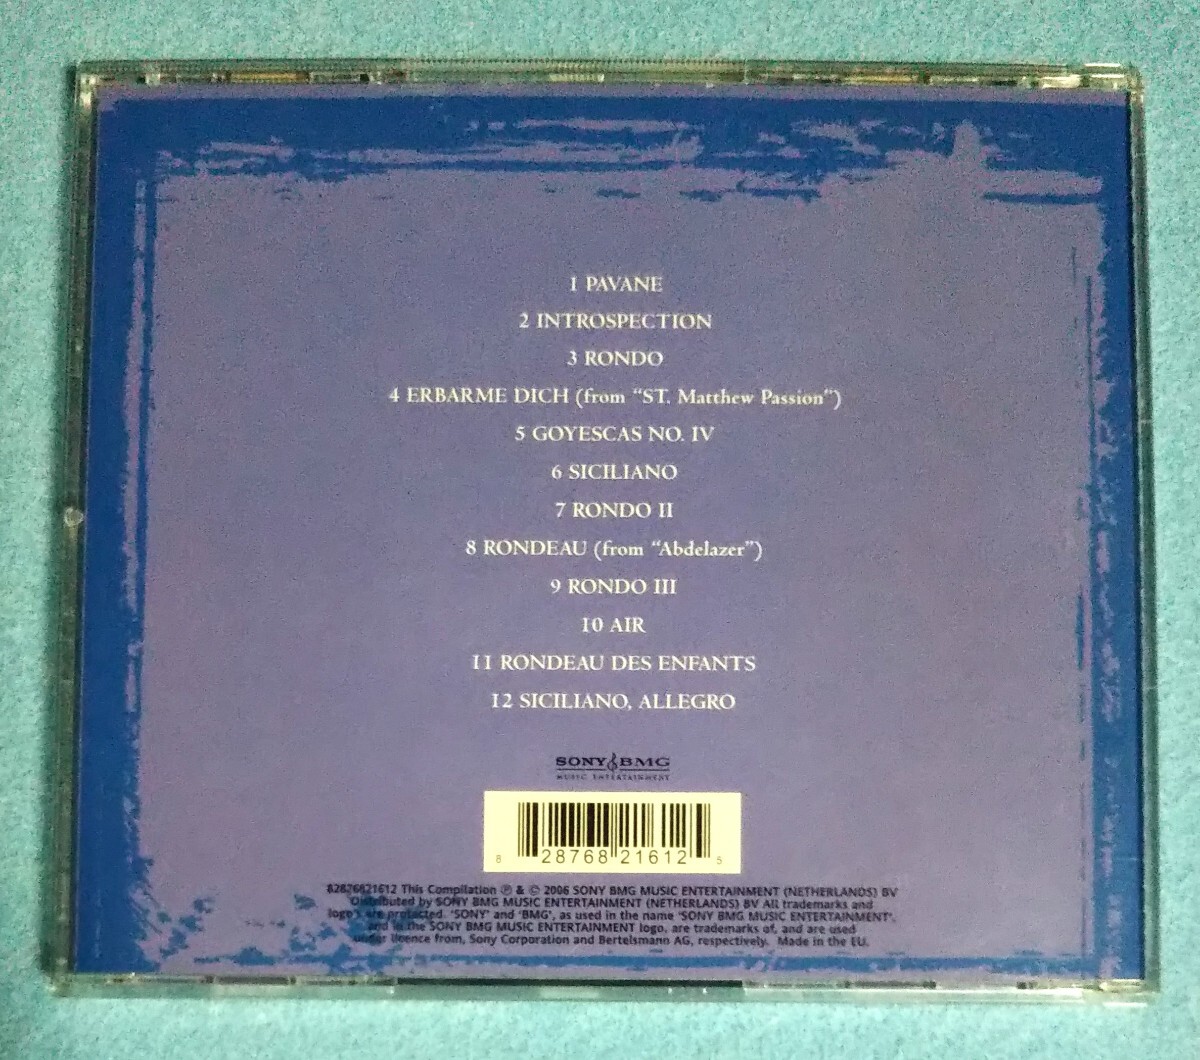 1 PAVANE
2 INTROSPECTION
3 RONDO
4 ERBARME DICH (from “ST. Matthew Passion”)
5 GOYESCAS NO. IV
6 SICILIANO
7 RONDO II
8 RONDEAU (from “Abdelazer”)
9 RONDO III
10 AIR
11 RONDEAU DES ENFANTS
12 SICILIANO, ALLEGRO
SONY BMG
MUSIC ENTERTAINMENT
8 28768 21612 5
82876821612 This Compilation ℗ & © 2006 SONY BMG MUSIC ENTERTAINMENT (NETHERLANDS) BV
Distributed by SONY BMG MUSIC ENTERTAINMENT (NETHERLANDS) BV All trademarks and
logo's are protected. 'SONY' and 'BMG', as used in the name 'SONY BMG MUSIC ENTERTAINMENT',
and in the SONY BMG MUSIC ENTERTAINMENT logo, are trademarks of, and are used
under licence from, Sony Corporation and Bertelsmann AG, respectively. Made in the EU.